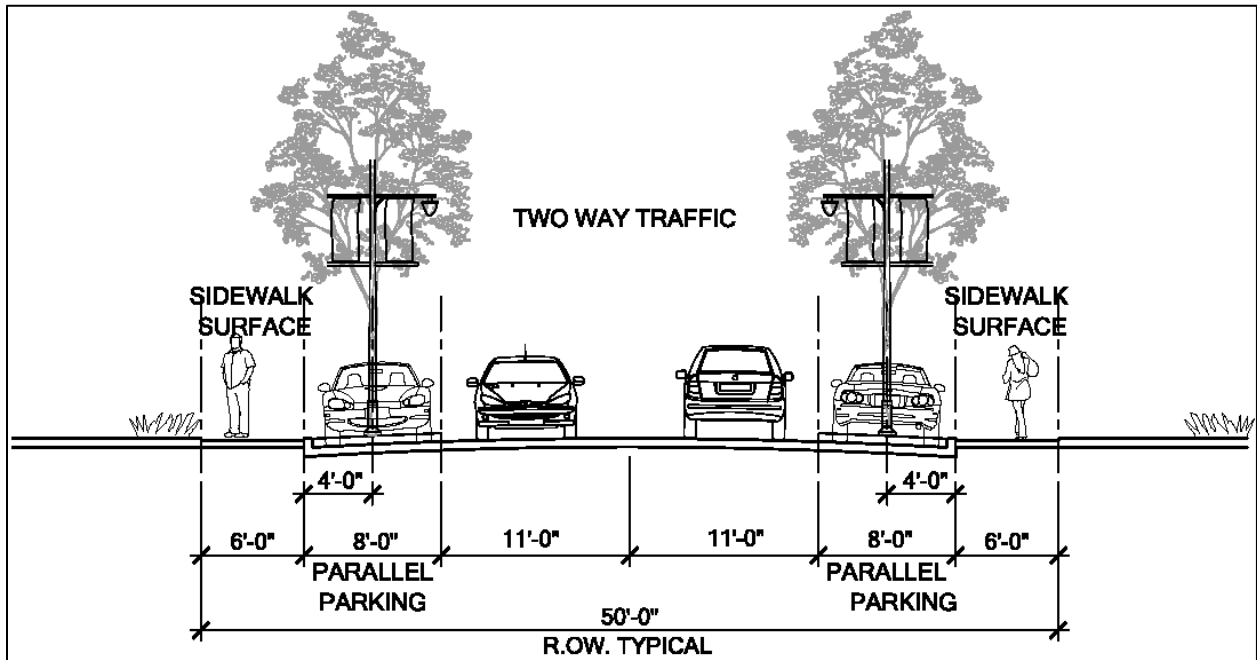 TWO WAY TRAFFIC
SIDEWALK
SURFACE
SIDEWALK
SURFACE
4'-0"
4'-0"
6'-0"
8'-0"
11'-0"
11'-0"
8'-0"
6'-0"
PARALLEL
PARKING
PARALLEL
PARKING
50'-0"
R.OW. TYPICAL